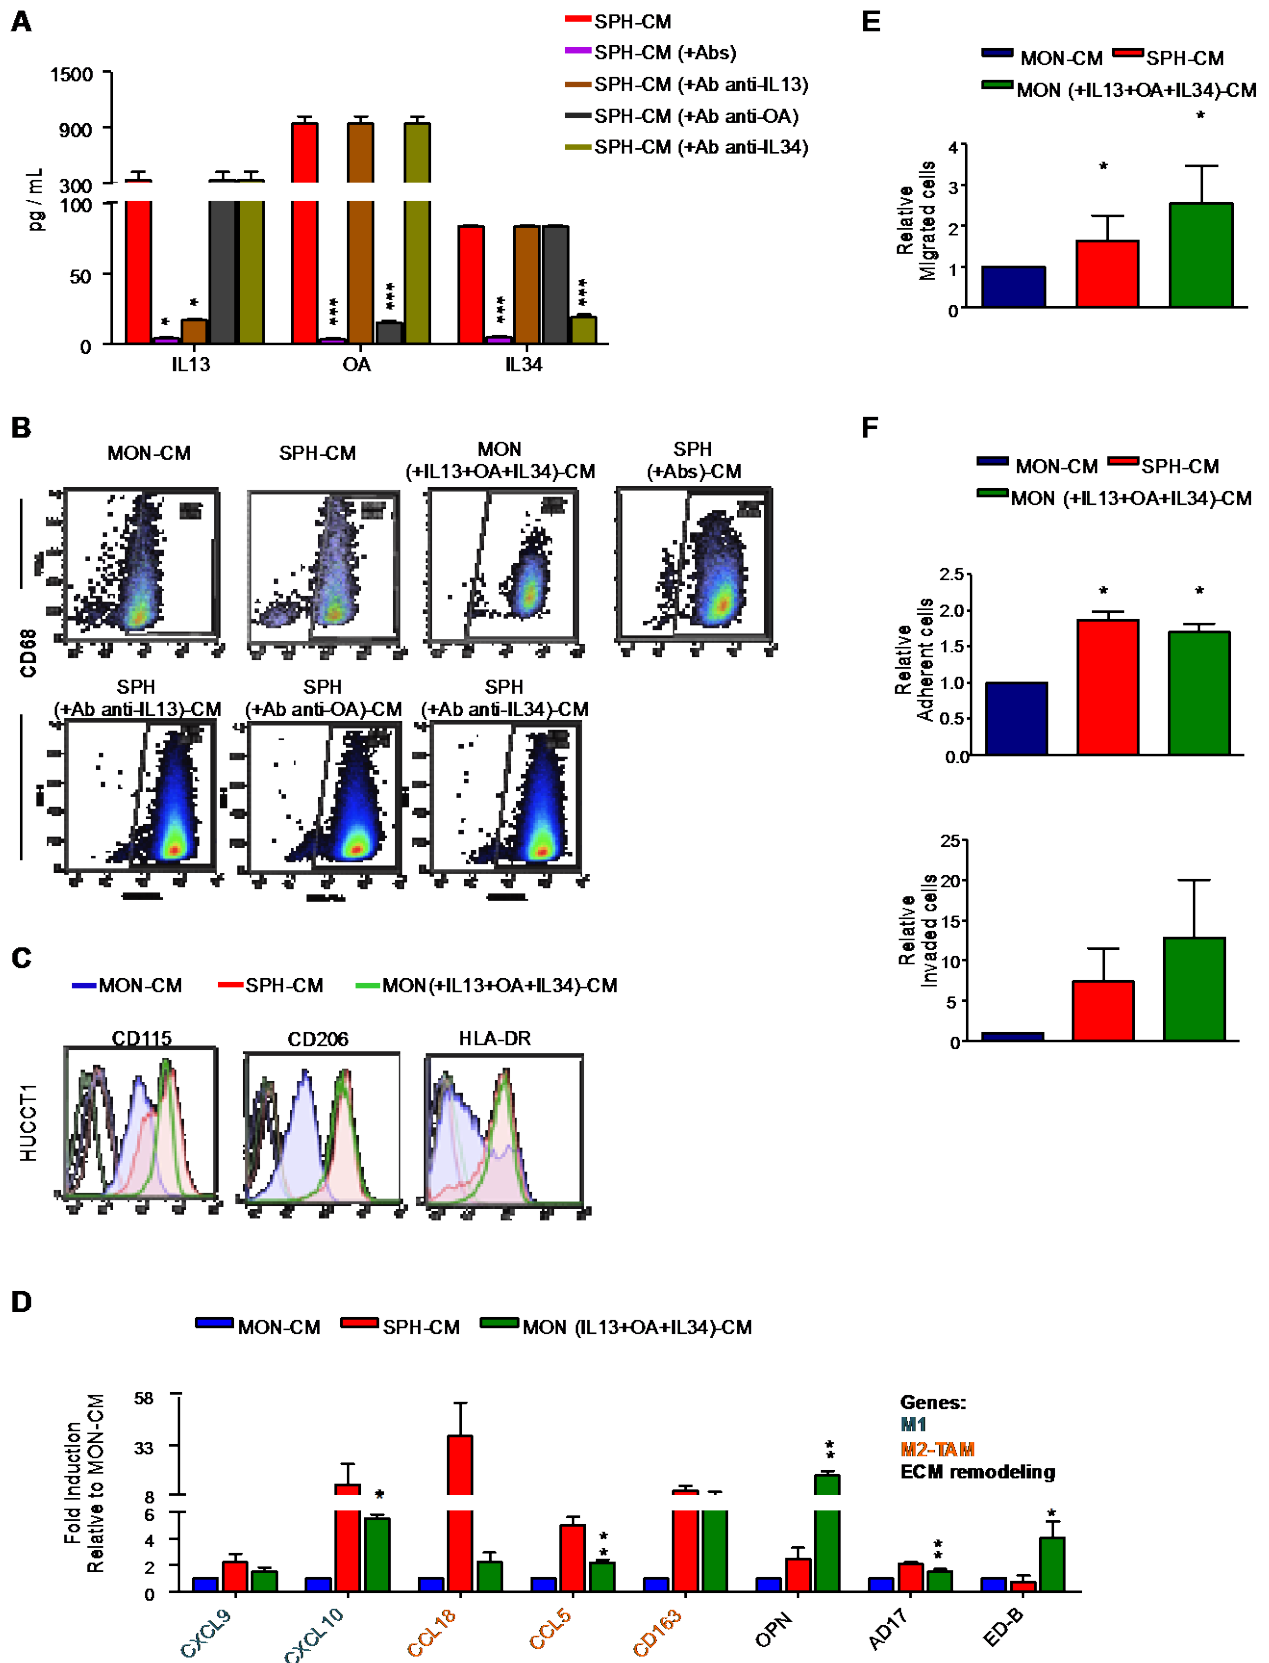 A
SPH-CM
SPH-CM (+Abs)
SPH-CM (+Ab anti-IL13)
SPH-CM (+Ab anti-OA)
SPH-CM (+Ab anti-IL34)
pg / mL
1500
900
300
100
50
0
*
*
***
***
***
***
IL13
OA
IL34
B
MON-CM
SPH-CM
MON
(+IL13+OA+IL34)-CM
SPH
(+Abs)-CM
CD68
SPH
(+Ab anti-IL13)-CM
SPH
(+Ab anti-OA)-CM
SPH
(+Ab anti-IL34)-CM
C
MON-CM
SPH-CM
MON(+IL13+OA+IL34)-CM
CD115
CD206
HLA-DR
HUCCT1
D
MON-CM
SPH-CM
MON (IL13+OA+IL34)-CM
Fold Induction
Relative to MON-CM
58
33
8
6
4
2
0
*
**
**
**
*
Genes:
M1
M2-TAM
ECM remodeling
CXCL9
CXCL10
CCL18
CCL5
CD163
OPN
AD17
ED-B
E
MON-CM
SPH-CM
MON (+IL13+OA+IL34)-CM
Relative
Migrated cells
4
3
2
1
0
*
*
F
MON-CM
SPH-CM
MON (+IL13+OA+IL34)-CM
Relative
Adherent cells
2.5
2.0
1.5
1.0
0.5
0.0
*
*
Relative
Invaded cells
25
20
15
10
5
0